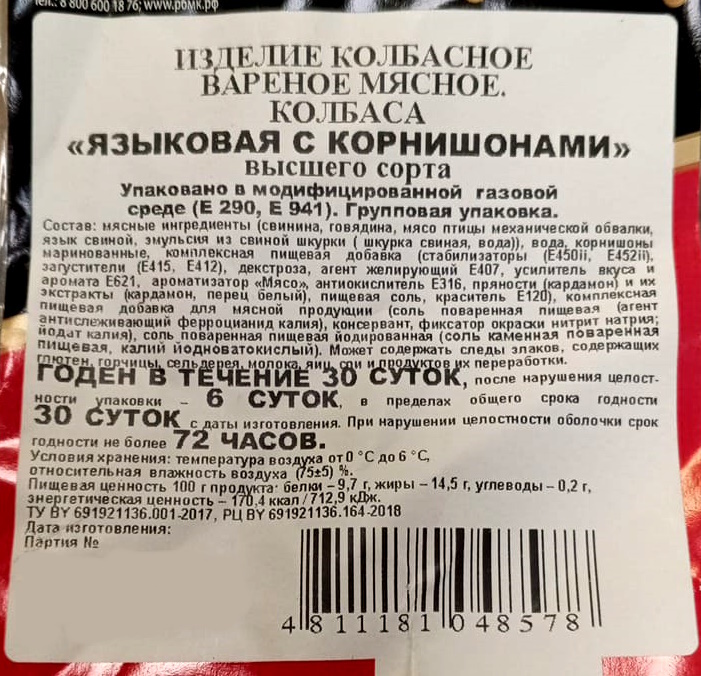 тел.: 8 800 600 18 76; www.ромк.рф
ИЗДЕЛИЕ КОЛБАСНОЕ
ВАРЕНОЕ МЯСНОЕ.
КОЛБАСА
«ЯЗЫКОВАЯ С КОРНИШОНАМИ»
высшего сорта
Упаковано в модифицированной газовой
среде (Е 290, Е 941). Групповая упаковка.
Состав: мясные ингредиенты (свинина, говядина, мясо птицы механической обвалки,
язык свиной, эмульсия из свиной шкурки ( шкурка свиная, вода)), вода, корнишоны
маринованные, комплексная пищевая добавка (стабилизаторы (Е450ii, Е452ii),
загустители (Е415, Е412), декстроза, агент желирующий Е407, усилитель вкуса и
аромата Е621, ароматизатор «Мясо», антиокислитель Е316, пряности (кардамон) и их
экстракты (кардамон, перец белый), пищевая соль, краситель Е120), комплексная
пищевая добавка для мясной продукции (соль поваренная пищевая (агент
антислеживающий ферроцианид калия), консервант, фиксатор окраски нитрит натрия;
йодат калия), соль поваренная пищевая йодированная (соль каменная поваренная
пищевая, калий йодноватокислый). Может содержать следы злаков, содержащих
глютен, горчицы, сельдерея, молока, яиц, сои и продуктов их переработки.
ГОДЕН В ТЕЧЕНИЕ 30 СУТОК, после нарушения целост-
ности упаковки – 6 СУТОК, в пределах общего срока годности
30 СУТОК с даты изготовления. При нарушении целостности оболочки срок
годности не более 72 ЧАСОВ.
Условия хранения: температура воздуха от 0 °С до 6 °С,
относительная влажность воздуха (75±5) %.
Пищевая ценность 100 г продукта: белки – 9,7 г, жиры – 14,5 г, углеводы – 0,2 г,
энергетическая ценность – 170,4 ккал / 712,9 кДж.
ТУ BY 691921136.001-2017, РЦ BY 691921136.164-2018
Дата изготовления:
Партия №
4 811181 048578